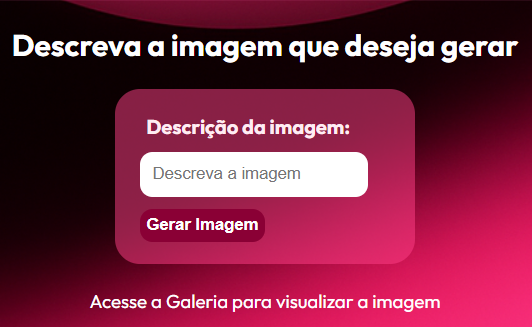 Descreva a imagem que deseja gerar
Descrição da imagem:
Descreva a imagem
Gerar Imagem
Acesse a Galeria para visualizar a imagem